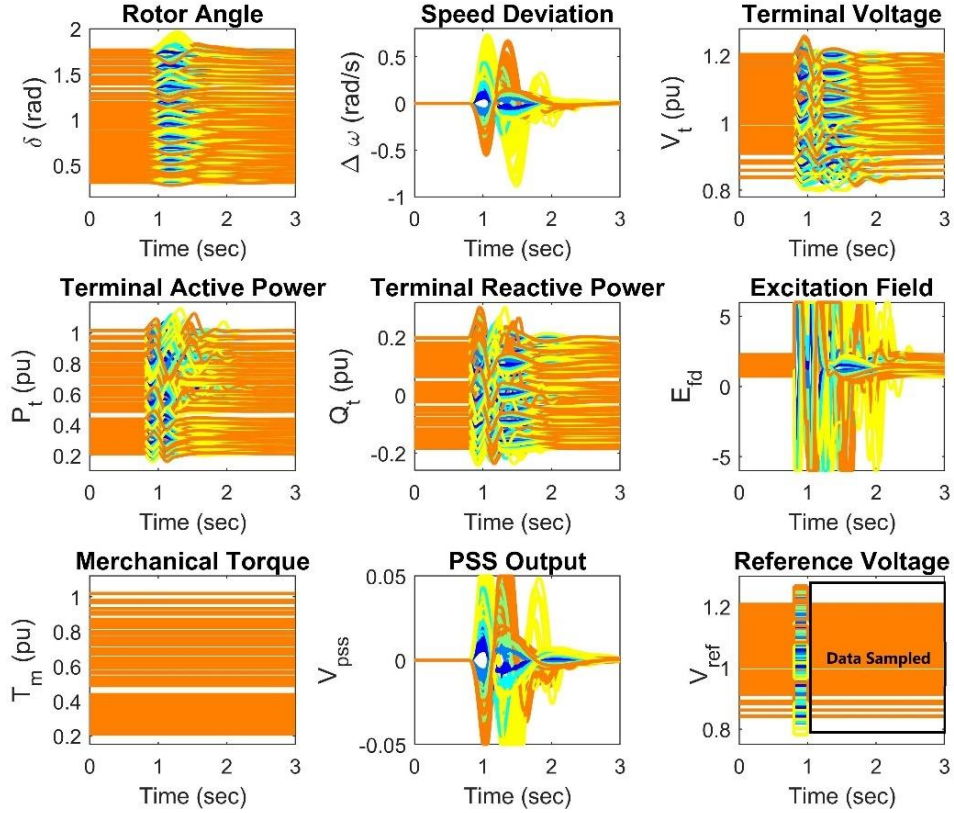 Rotor Angle
2
1.5
1
0.5
δ (rad)
0 1 2 3
Time (sec)
Speed Deviation
0.5
0
-0.5
-1
Δ ω (rad/s)
0 1 2 3
Time (sec)
Terminal Voltage
1.2
1
0.8
V_t (pu)
0 1 2 3
Time (sec)
Terminal Active Power
1
0.8
0.6
0.4
0.2
P_t (pu)
0 1 2 3
Time (sec)
Terminal Reactive Power
0.2
0
-0.2
Q_t (pu)
0 1 2 3
Time (sec)
Excitation Field
5
0
-5
E_fd
0 1 2 3
Time (sec)
Merchanical Torque
1
0.8
0.6
0.4
0.2
T_m (pu)
0 1 2 3
Time (sec)
PSS Output
0.05
0
-0.05
V_pss
0 1 2 3
Time (sec)
Reference Voltage
1.2
1
0.8
V_ref
Data Sampled
0 1 2 3
Time (sec)